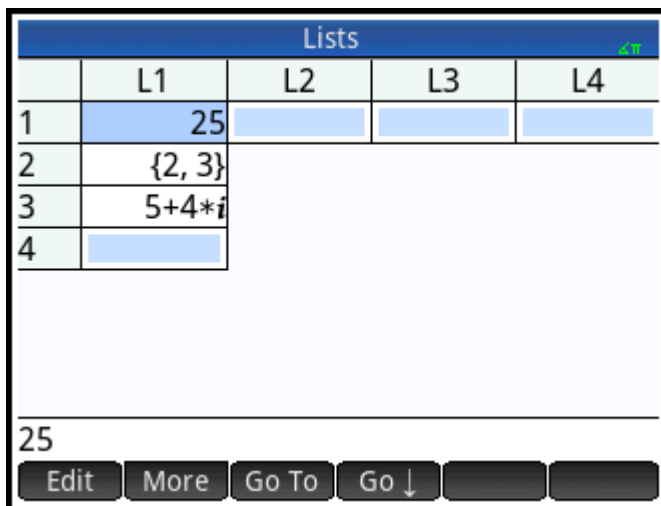 Lists
∡π
L1 L2 L3 L4
1 25
2 {2, 3}
3 5+4*i
4
25
Edit More Go To Go ↓